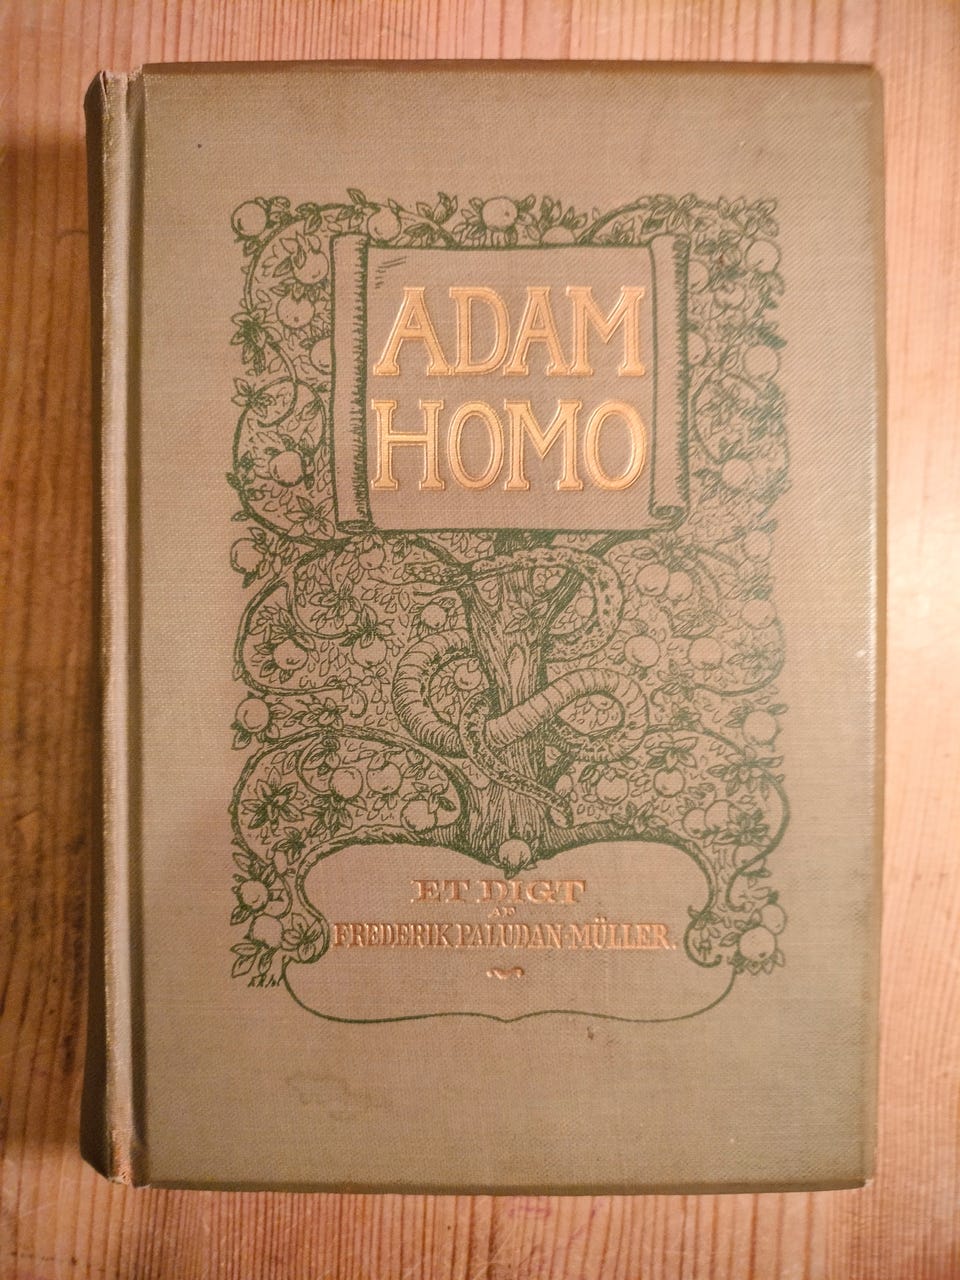 ADAM
HOMO
ET DIGT
AF
FREDERIK PALUDAN-MÜLLER.